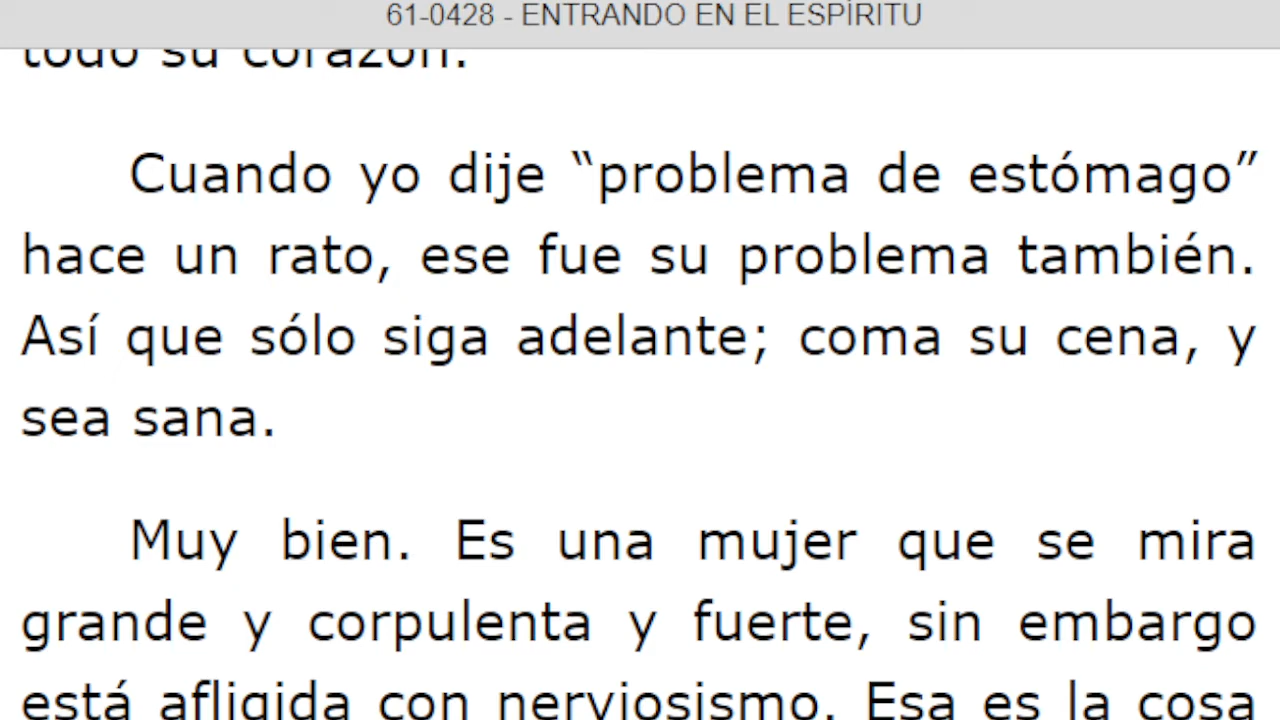 61-0428 - ENTRANDO EN EL ESPÍRITU
todo su corazón.
Cuando yo dije “problema de estómago”
hace un rato, ese fue su problema también.
Así que sólo siga adelante; coma su cena, y
sea sana.
Muy bien. Es una mujer que se mira
grande y corpulenta y fuerte, sin embargo
está afligida con nerviosismo. Esa es la cosa